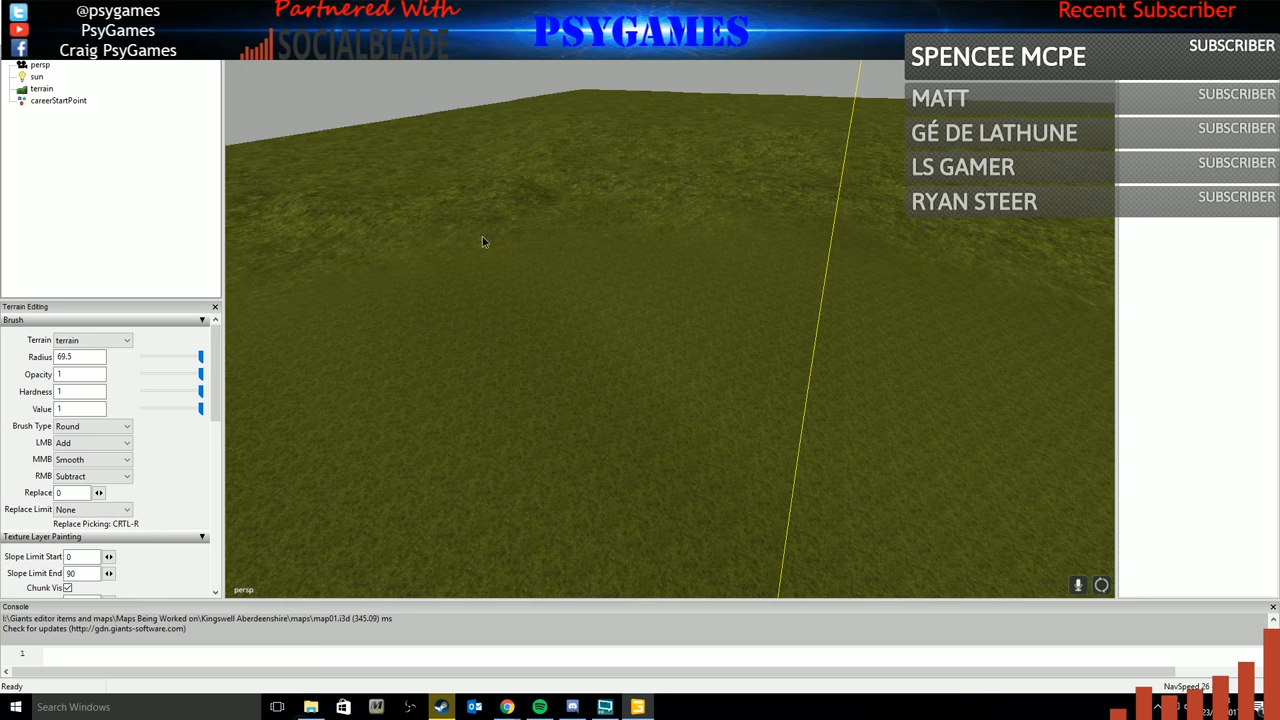 @psygames
PsyGames
Craig PsyGames
Partnered With
SOCIALBLADE
PSYGAMES
Recent Subscriber
SPENCEE MCPE SUBSCRIBER
MATT SUBSCRIBER
GÉ DE LATHUNE SUBSCRIBER
LS GAMER SUBSCRIBER
RYAN STEER SUBSCRIBER
persp
sun
terrain
careerStartPoint
Terrain Editing
Brush
Terrain terrain
Radius 69.5
Opacity 1
Hardness 1
Value 1
Brush Type Round
LMB Add
MMB Smooth
RMB Subtract
Replace 0
Replace Limit None
Replace Picking: CRTL-R
Texture Layer Painting
Slope Limit Start 0
Slope Limit End 90
Chunk Vis
persp
Console
I:\Giants editor items and maps\Maps Being Worked on\Kingswell Aberdeenshire\maps\map01.i3d (345.09) ms
Check for updates (http://gdn.giants-software.com)
1
Ready
NavSpeed 26
Search Windows